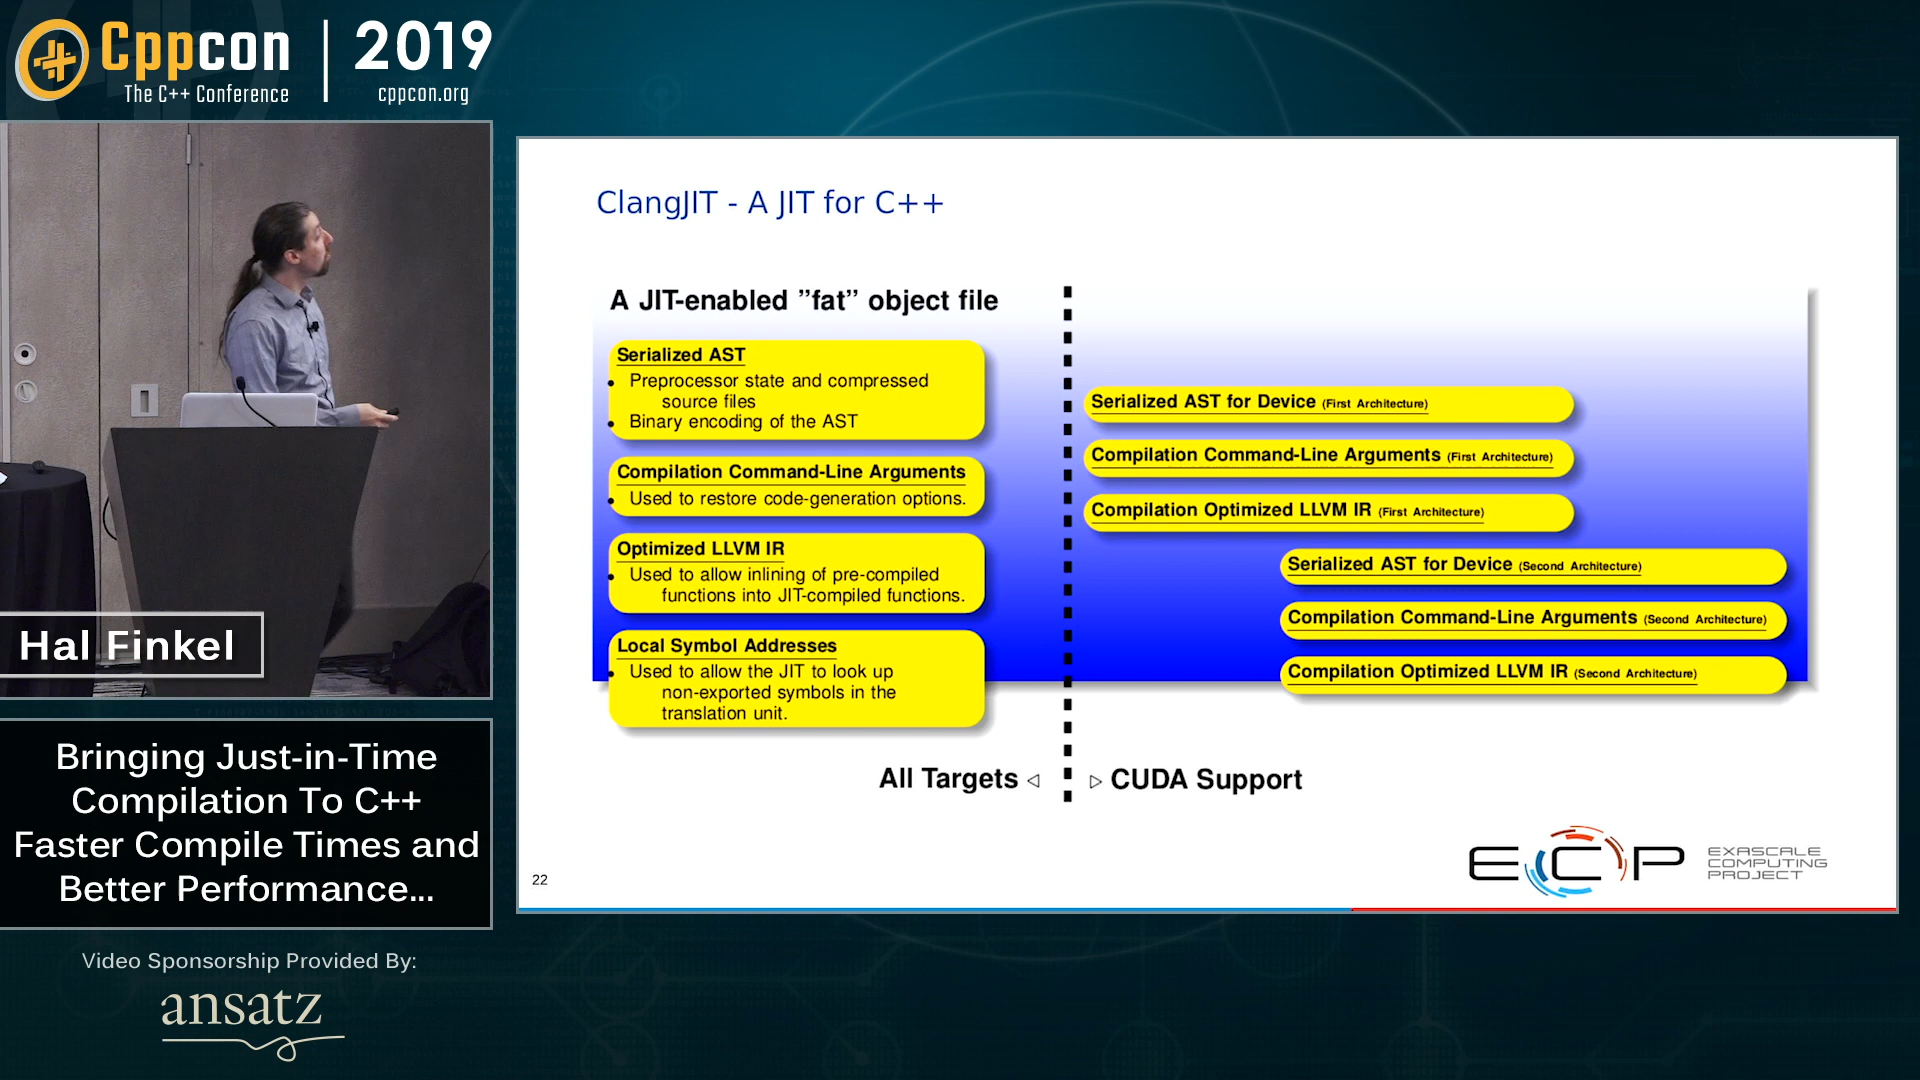 Cppcon
The C++ Conference
2019
cppcon.org
Hal Finkel
Bringing Just-in-Time
Compilation To C++
Faster Compile Times and
Better Performance...
Video Sponsorship Provided By:
ansatz
ClangJIT - A JIT for C++
A JIT-enabled ”fat” object file
Serialized AST
• Preprocessor state and compressed
source files
• Binary encoding of the AST
Compilation Command-Line Arguments
• Used to restore code-generation options.
Optimized LLVM IR
• Used to allow inlining of pre-compiled
functions into JIT-compiled functions.
Local Symbol Addresses
• Used to allow the JIT to look up
non-exported symbols in the
translation unit.
Serialized AST for Device (First Architecture)
Compilation Command-Line Arguments (First Architecture)
Compilation Optimized LLVM IR (First Architecture)
Serialized AST for Device (Second Architecture)
Compilation Command-Line Arguments (Second Architecture)
Compilation Optimized LLVM IR (Second Architecture)
All Targets ◁
▷ CUDA Support
22
ECP
EXASCALE
COMPUTING
PROJECT